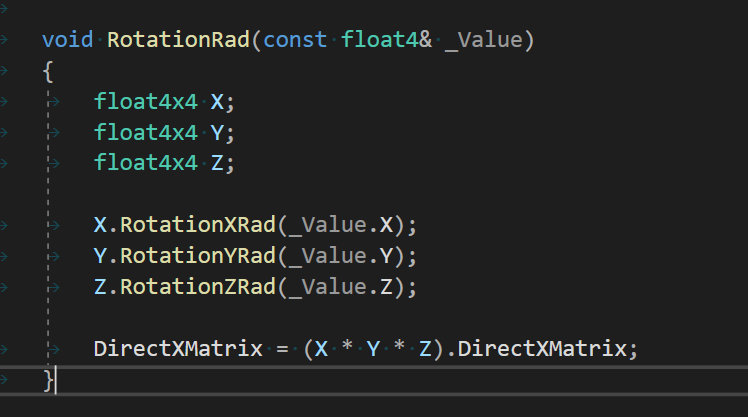 void RotationRad(const float4& _Value)
{
float4x4 X;
float4x4 Y;
float4x4 Z;
X.RotationXRad(_Value.X);
Y.RotationYRad(_Value.Y);
Z.RotationZRad(_Value.Z);
DirectXMatrix = (X * Y * Z).DirectXMatrix;
}